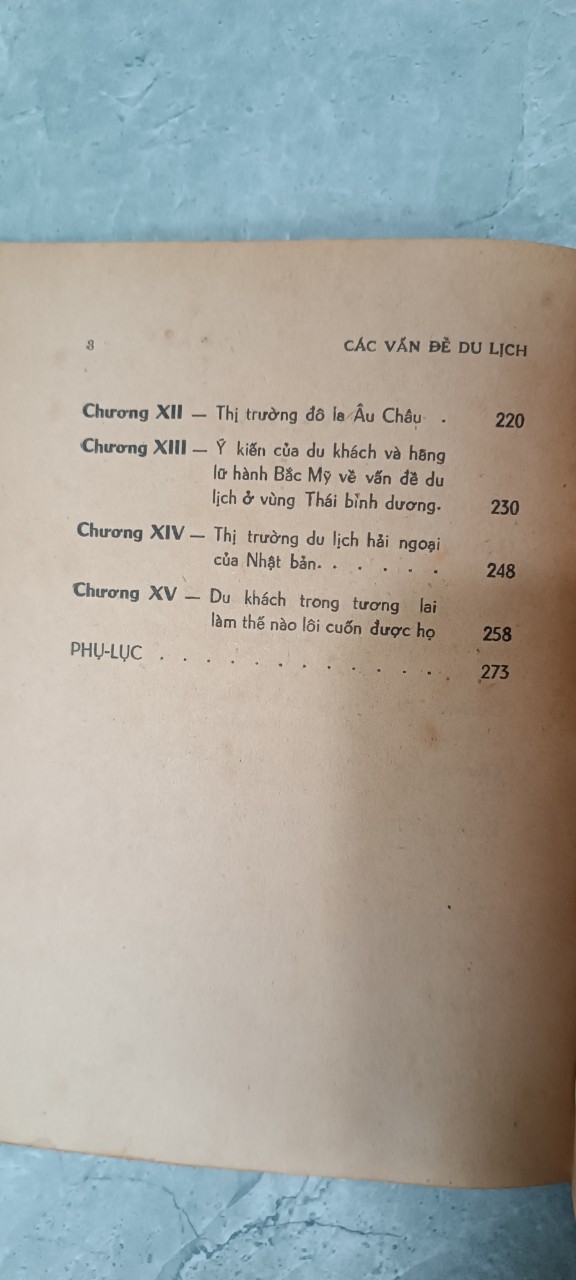 8 CÁC VẤN ĐỀ DU LỊCH
Chương XII — Thị trường đô la Âu Châu . 220
Chương XIII — Ý kiến của du khách và hãng
lữ hành Bắc Mỹ về vấn đề du
lịch ở vùng Thái bình dương. 230
Chương XIV — Thị trường du lịch hải ngoại
của Nhật bản. . . . . . 248
Chương XV — Du khách trong tương lai
làm thế nào lôi cuốn được họ 258
PHỤ-LỤC . . . . . . . . . . . . . . 273